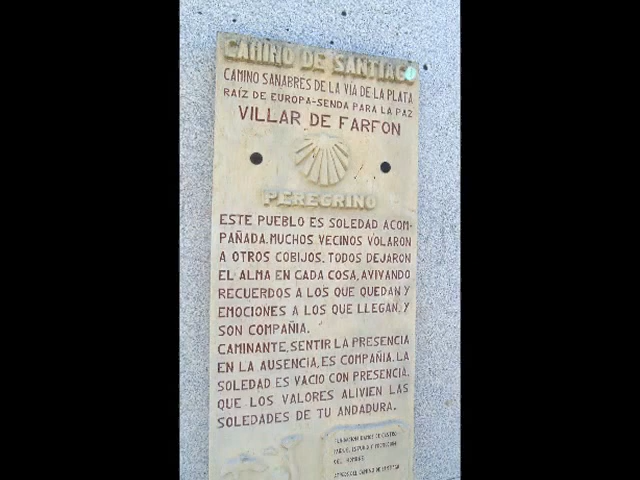 CAMINO DE SANTIAGO
CAMINO SANABRES DE LA VIA DE LA PLATA
RAÍZ DE EUROPA-SENDA PARA LA PAZ
VILLAR DE FARFON
PEREGRINO
ESTE PUEBLO ES SOLEDAD ACOM-
PAÑADA. MUCHOS VECINOS VOLARON
A OTROS COBIJOS. TODOS DEJARON
EL ALMA EN CADA COSA, AVIVANDO
RECUERDOS A LOS QUE QUEDAN Y
EMOCIONES A LOS QUE LLEGAN, Y
SON COMPAÑIA.
CAMINANTE, SENTIR LA PRESENCIA
EN LA AUSENCIA, ES COMPAÑIA. LA
SOLEDAD ES VACIO CON PRESENCIA.
QUE LOS VALORES ALIVIEN LAS
SOLEDADES DE TU ANDADURA.
DEL HOMBRE